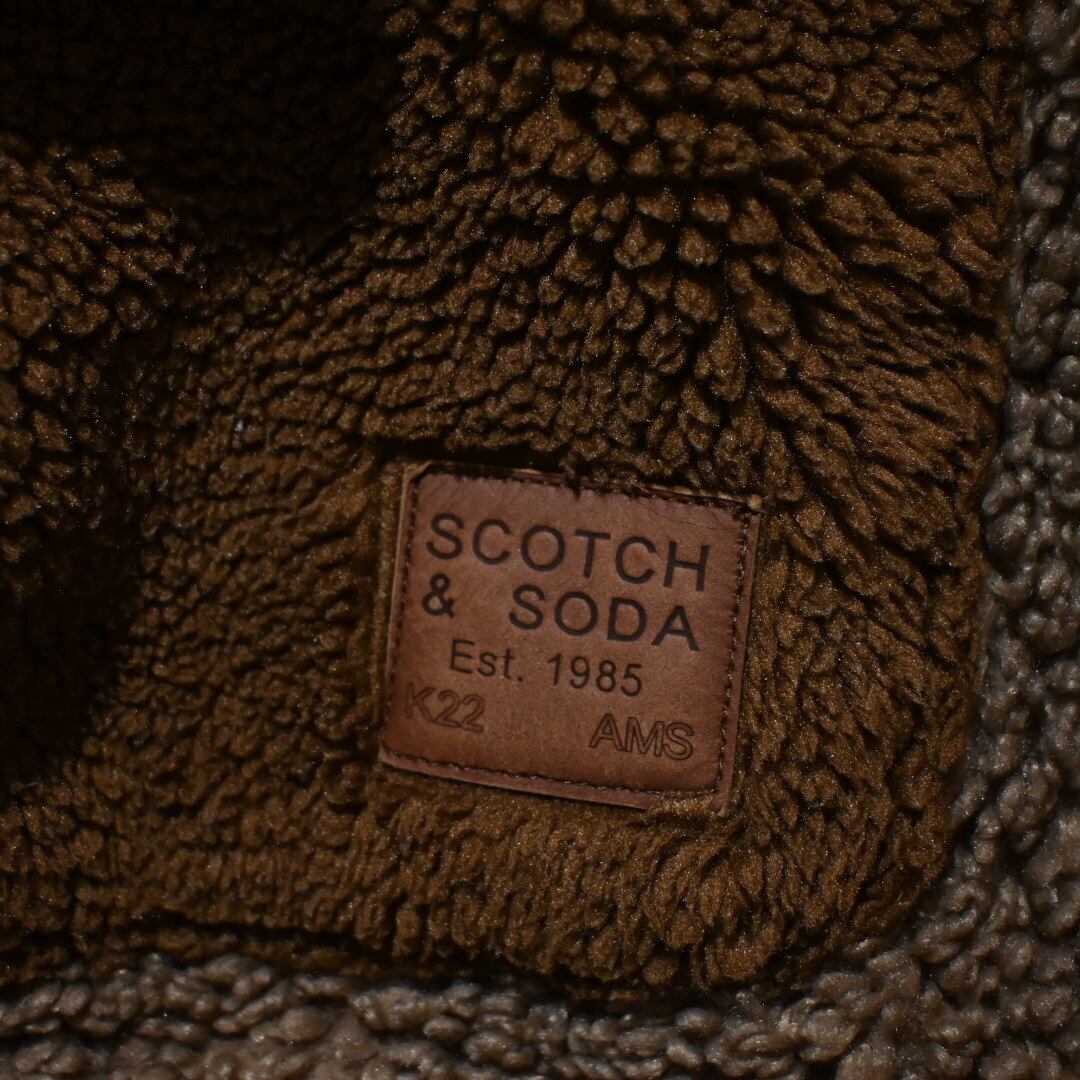 SCOTCH
& SODA
Est. 1985
K22 AMS